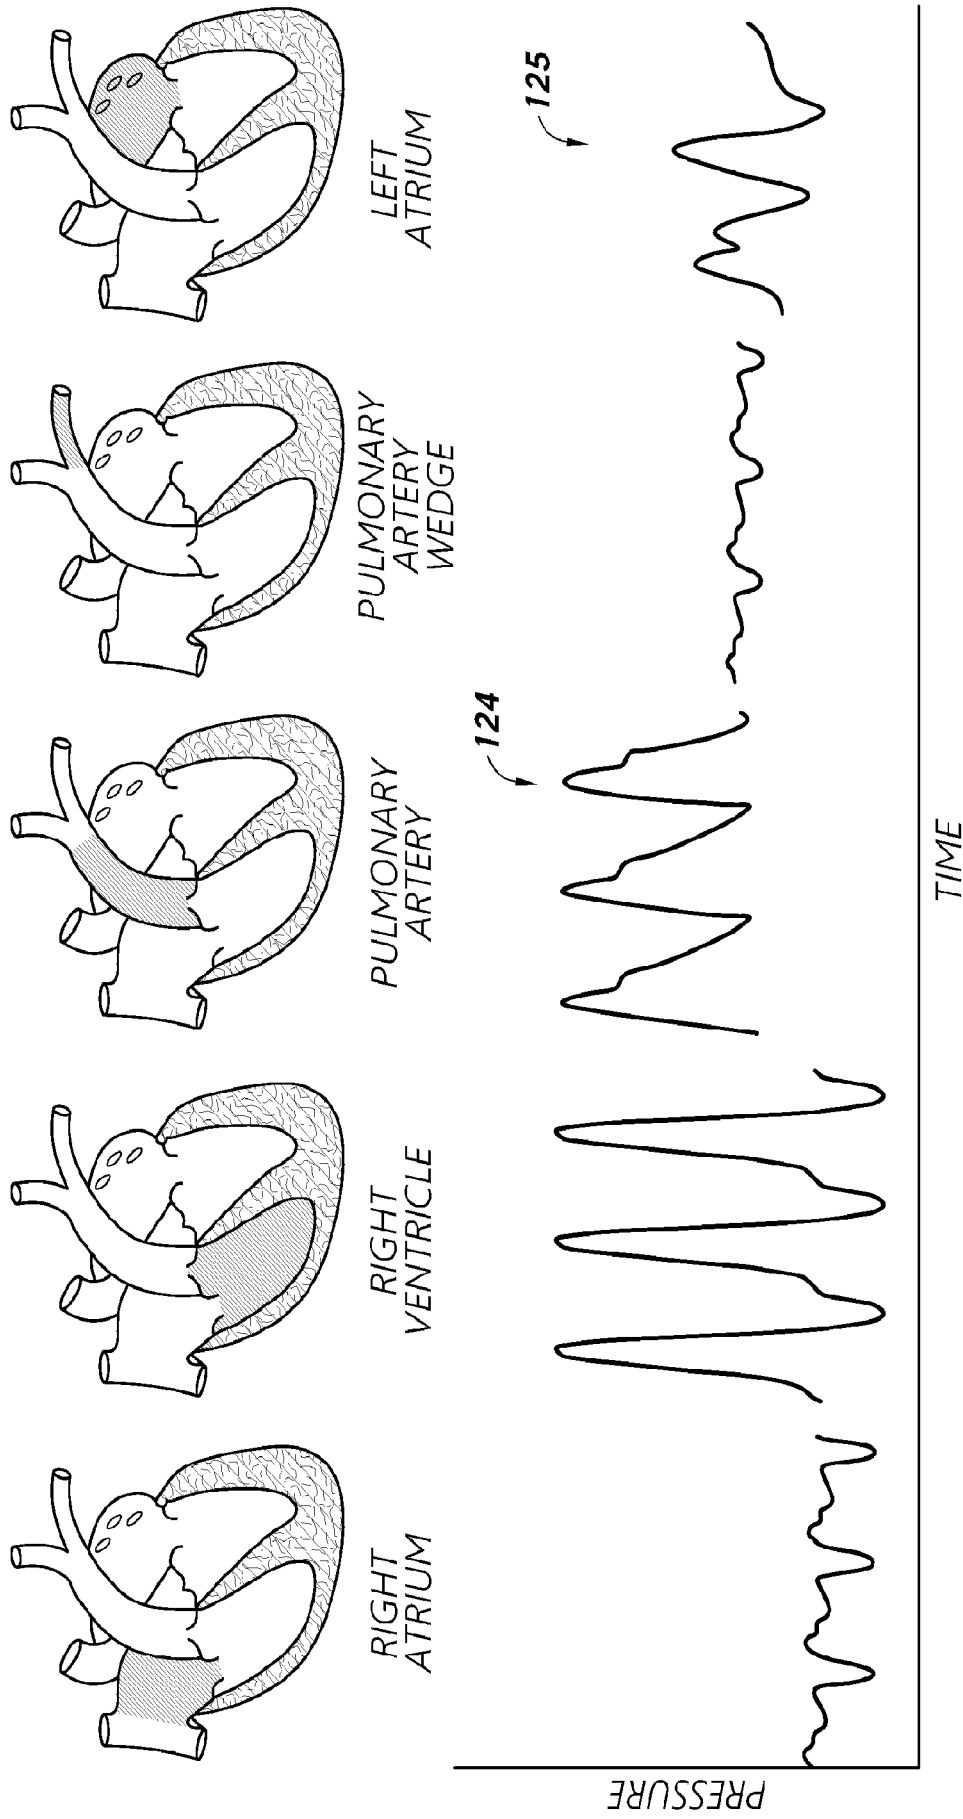 RIGHT
ATRIUM
RIGHT
VENTRICLE
PULMONARY
ARTERY
PULMONARY
ARTERY
WEDGE
LEFT
ATRIUM
124
125
PRESSURE
TIME